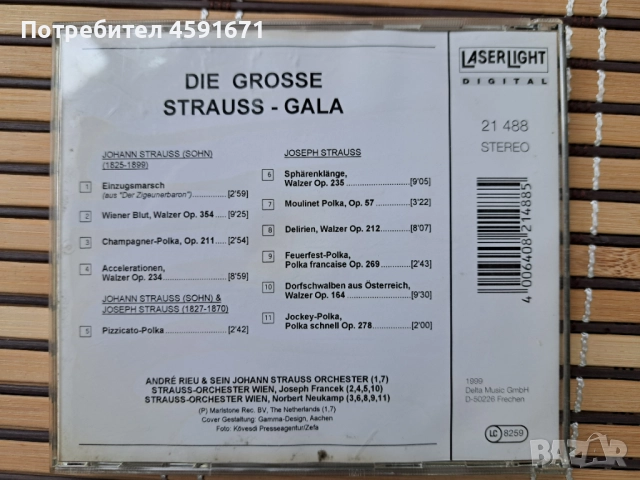 Потребител 4591671
DIE GROSSE
STRAUSS - GALA
LASERLIGHT
DIGITAL
21 488
STEREO
JOHANN STRAUSS (SOHN)
(1825-1899)
1 Einzugsmarsch
(aus "Der Zigeunerbaron") [2'59]
2 Wiener Blut, Walzer Op. 354 [9'25]
3 Champagner-Polka, Op. 211 [2'54]
4 Accelerationen,
Walzer Op. 234 [8'59]
JOHANN STRAUSS (SOHN) &
JOSEPH STRAUSS (1827-1870)
5 Pizzicato-Polka [2'42]
JOSEPH STRAUSS
6 Sphärenklänge,
Walzer Op. 235 [9'05]
7 Moulinet Polka, Op. 57 [3'22]
8 Delirien, Walzer Op. 212 [8'07]
9 Feuerfest-Polka,
Polka francaise Op. 269 [2'43]
10 Dorfschwalben aus Österreich,
Walzer Op. 164 [9'30]
11 Jockey-Polka,
Polka schnell Op. 278 [2'00]
4 006408 214885
ANDRÉ RIEU & SEIN JOHANN STRAUSS ORCHESTER (1,7)
STRAUSS-ORCHESTER WIEN, Joseph Francek (2,4,5,10)
STRAUSS-ORCHESTER WIEN, Norbert Neukamp (3,6,8,9,11)
(P) Marlstone Rec. BV, The Netherlands (1,7)
Cover Gestaltung: Gamma-Design, Aachen
Foto: Kövesdi Presseagentur/Zefa
1999
Delta Music GmbH
D-50226 Frechen
LC 8259
BAZAR